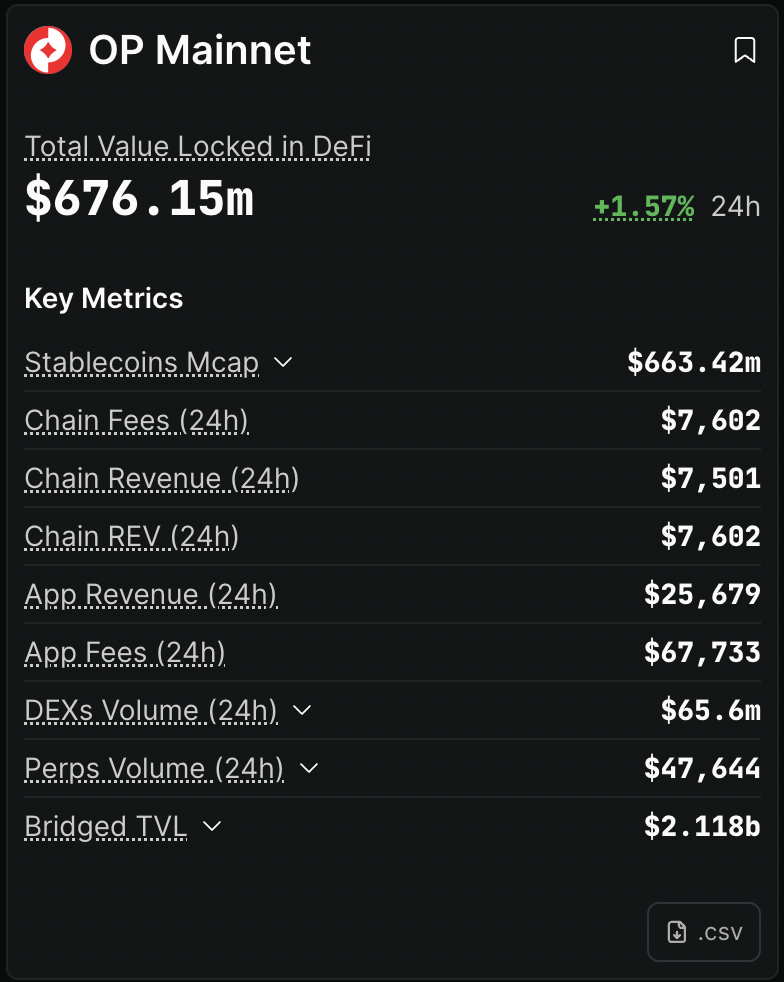 OP Mainnet
Total Value Locked in DeFi
$676.15m +1.57% 24h
Key Metrics
Stablecoins Mcap $663.42m
Chain Fees (24h) $7,602
Chain Revenue (24h) $7,501
Chain REV (24h) $7,602
App Revenue (24h) $25,679
App Fees (24h) $67,733
DEXs Volume (24h) $65.6m
Perps Volume (24h) $47,644
Bridged TVL $2.118b
.csv